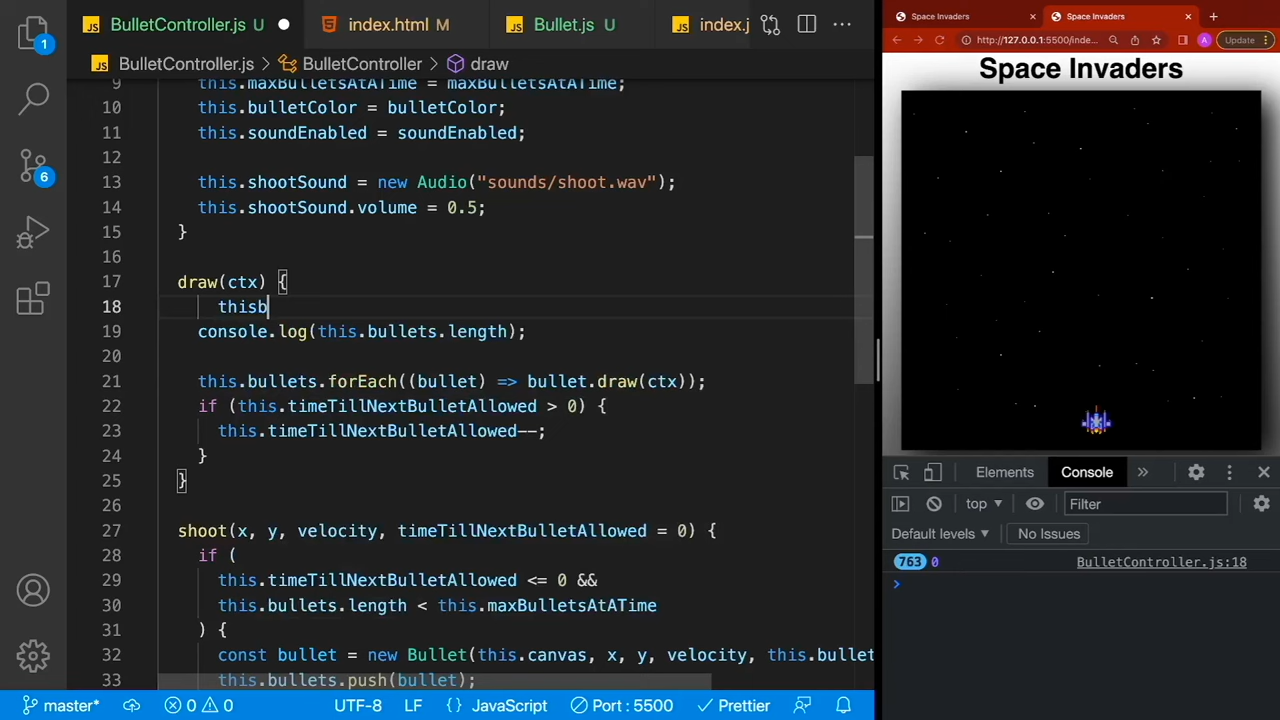 BulletController.js
index.html M
Bullet.js A
index.j
BulletController.js > BulletController > draw
9 this.maxBulletsAtATime = maxBulletsAtATime;
10 this.bulletColor = bulletColor;
11 this.soundEnabled = soundEnabled;
12
13 this.shootSound = new Audio("sounds/shoot.wav");
14 this.shootSound.volume = 0.5;
15 }
16
17 draw(ctx) {
18 thisb
19 console.log(this.bullets.length);
20
21 this.bullets.forEach((bullet) => bullet.draw(ctx));
22 if (this.timeTillNextBulletAllowed > 0) {
23 this.timeTillNextBulletAllowed--;
24 }
25 }
26
27 shoot(x, y, velocity, timeTillNextBulletAllowed = 0) {
28 if (
29 this.timeTillNextBulletAllowed <= 0 &&
30 this.bullets.length < this.maxBulletsAtATime
31 ) {
32 const bullet = new Bullet(this.canvas, x, y, velocity, this.bullet
33 this.bullets.push(bullet);
1
6
master*
0 0
UTF-8
LF
{} JavaScript
Port : 5500
Prettier
Space Invaders
Space Invaders
http://127.0.0.1:5500/inde...
A
Update
Space Invaders
Elements
Console
top
Filter
Default levels
No Issues
763 0 BulletController.js:18